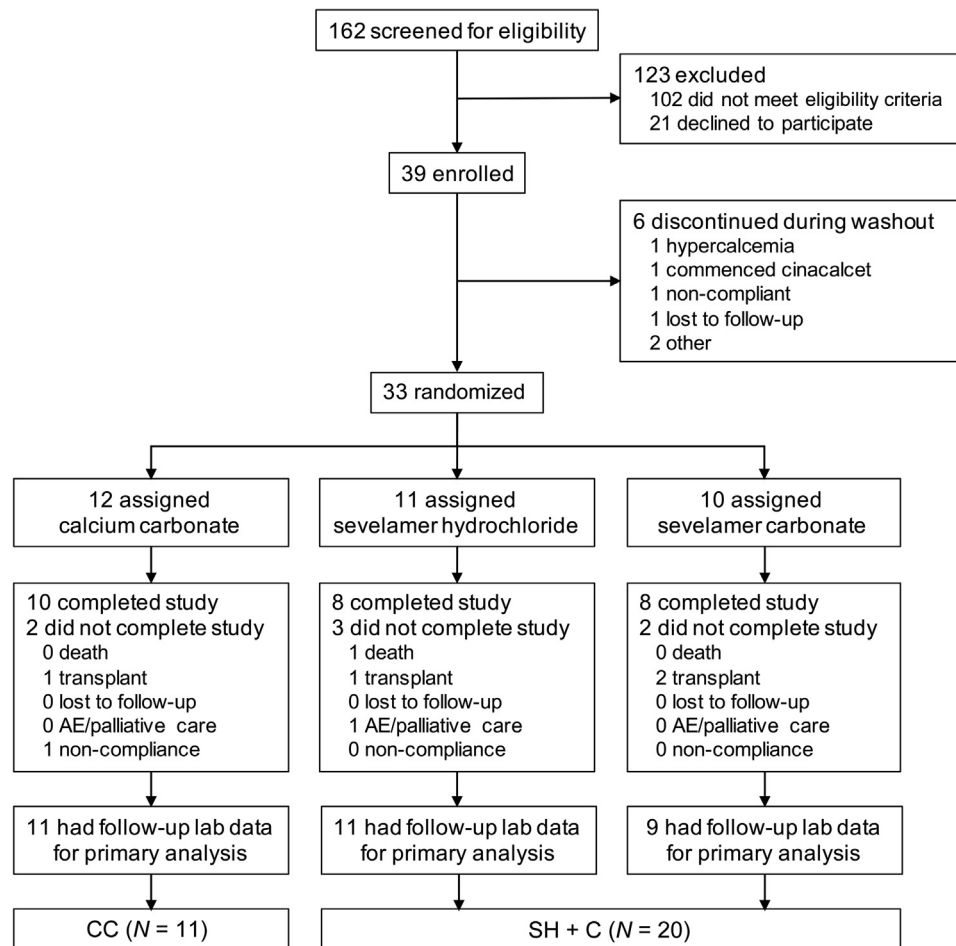 162 screened for eligibility
123 excluded
102 did not meet eligibility criteria
21 declined to participate
39 enrolled
6 discontinued during washout
1 hypercalcemia
1 commenced cinacalcet
1 non-compliant
1 lost to follow-up
2 other
33 randomized
12 assigned
calcium carbonate
11 assigned
sevelamer hydrochloride
10 assigned
sevelamer carbonate
10 completed study
2 did not complete study
0 death
1 transplant
0 lost to follow-up
0 AE/palliative care
1 non-compliance
8 completed study
3 did not complete study
1 death
1 transplant
0 lost to follow-up
1 AE/palliative care
0 non-compliance
8 completed study
2 did not complete study
0 death
2 transplant
0 lost to follow-up
0 AE/palliative care
0 non-compliance
11 had follow-up lab data
for primary analysis
11 had follow-up lab data
for primary analysis
9 had follow-up lab data
for primary analysis
CC (N = 11)
SH + C (N = 20)